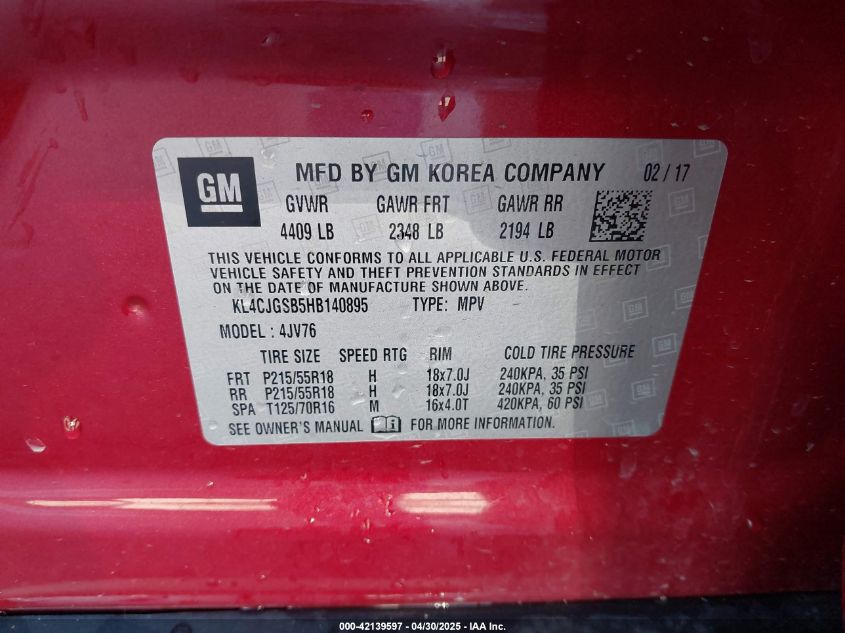 GM
MFD BY GM KOREA COMPANY 02 / 17
GVWR GAWR FRT GAWR RR
4409 LB 2348 LB 2194 LB
THIS VEHICLE CONFORMS TO ALL APPLICABLE U.S. FEDERAL MOTOR
VEHICLE SAFETY AND THEFT PREVENTION STANDARDS IN EFFECT
ON THE DATE OF MANUFACTURE SHOWN ABOVE.
KL4CJGSB5HB140895 TYPE: MPV
MODEL : 4JV76
TIRE SIZE SPEED RTG RIM COLD TIRE PRESSURE
FRT P215/55R18 H 18x7.0J 240KPA, 35 PSI
RR P215/55R18 H 18x7.0J 240KPA, 35 PSI
SPA T125/70R16 M 16x4.0T 420KPA, 60 PSI
SEE OWNER'S MANUAL FOR MORE INFORMATION.
000-42139597 - 04/30/2025 - IAA Inc.